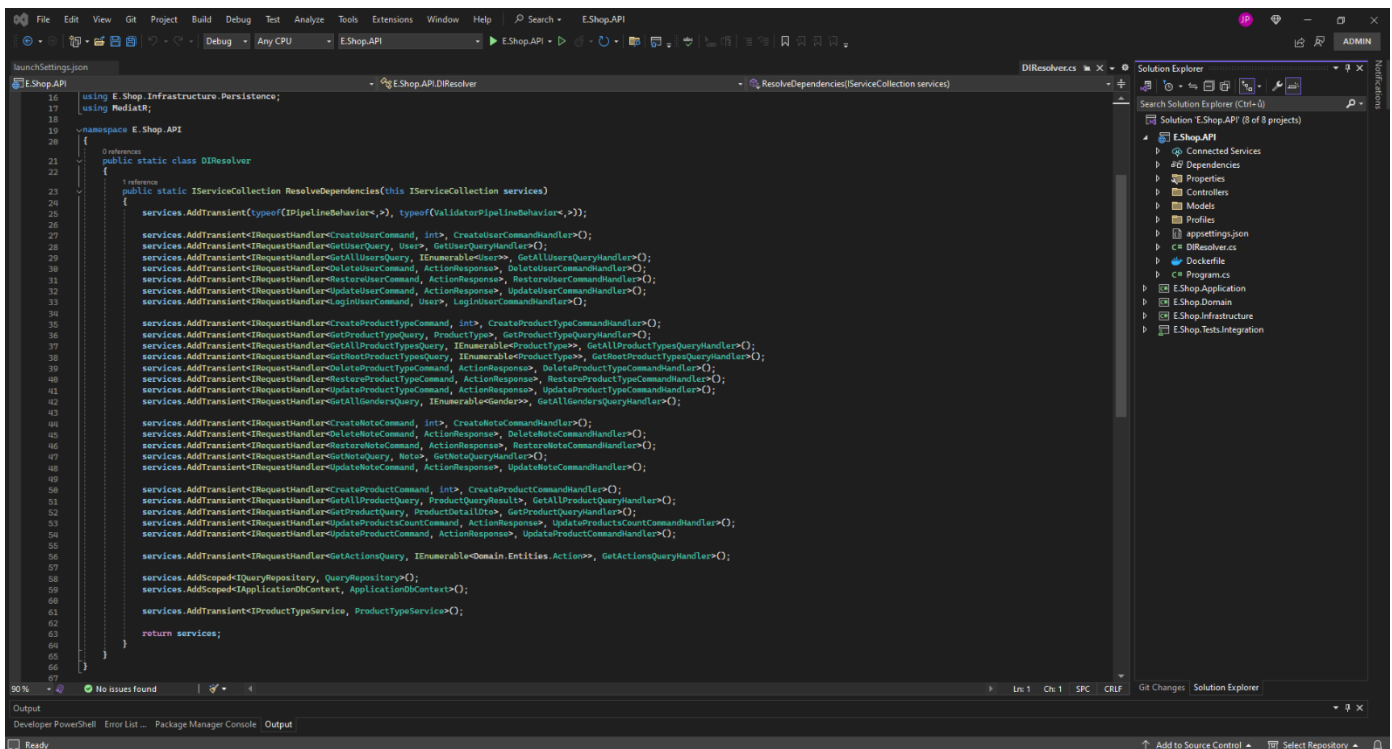 File Edit View Git Project Build Debug Test Analyze Tools Extensions Window Help Search E.Shop.API JP
Debug Any CPU E.Shop.API E.Shop.API ADMIN
launchSettings.json DIResolver.cs
E.Shop.API E.Shop.API.DIResolver ResolveDependencies(IServiceCollection services)
16 using E.Shop.Infrastructure.Persistence;
17 using MediatR;
18
19 namespace E.Shop.API
20 {
0 references
21 public static class DIResolver
22 {
1 reference
23 public static IServiceCollection ResolveDependencies(this IServiceCollection services)
24 {
25 services.AddTransient(typeof(IPipelineBehavior<,>), typeof(ValidatorPipelineBehavior<,>));
26
27 services.AddTransient<IRequestHandler<CreateUserCommand, int>, CreateUserCommandHandler>();
28 services.AddTransient<IRequestHandler<GetUserQuery, User>, GetUserQueryHandler>();
29 services.AddTransient<IRequestHandler<GetAllUsersQuery, IEnumerable<User>>, GetAllUsersQueryHandler>();
30 services.AddTransient<IRequestHandler<DeleteUserCommand, ActionResponse>, DeleteUserCommandHandler>();
31 services.AddTransient<IRequestHandler<RestoreUserCommand, ActionResponse>, RestoreUserCommandHandler>();
32 services.AddTransient<IRequestHandler<UpdateUserCommand, ActionResponse>, UpdateUserCommandHandler>();
33 services.AddTransient<IRequestHandler<LoginUserCommand, User>, LoginUserCommandHandler>();
34
35 services.AddTransient<IRequestHandler<CreateProductTypeCommand, int>, CreateProductTypeCommandHandler>();
36 services.AddTransient<IRequestHandler<GetProductTypeQuery, ProductType>, GetProductTypeQueryHandler>();
37 services.AddTransient<IRequestHandler<GetAllProductTypesQuery, IEnumerable<ProductType>>, GetAllProductTypesQueryHandler>();
38 services.AddTransient<IRequestHandler<GetRootProductTypesQuery, IEnumerable<ProductType>>, GetRootProductTypesQueryHandler>();
39 services.AddTransient<IRequestHandler<DeleteProductTypeCommand, ActionResponse>, DeleteProductTypeCommandHandler>();
40 services.AddTransient<IRequestHandler<RestoreProductTypeCommand, ActionResponse>, RestoreProductTypeCommandHandler>();
41 services.AddTransient<IRequestHandler<UpdateProductTypeCommand, ActionResponse>, UpdateProductTypeCommandHandler>();
42 services.AddTransient<IRequestHandler<GetAllGendersQuery, IEnumerable<Gender>>, GetAllGendersQueryHandler>();
43
44 services.AddTransient<IRequestHandler<CreateNoteCommand, int>, CreateNoteCommandHandler>();
45 services.AddTransient<IRequestHandler<DeleteNoteCommand, ActionResponse>, DeleteNoteCommandHandler>();
46 services.AddTransient<IRequestHandler<RestoreNoteCommand, ActionResponse>, RestoreNoteCommandHandler>();
47 services.AddTransient<IRequestHandler<GetNoteQuery, Note>, GetNoteQueryHandler>();
48 services.AddTransient<IRequestHandler<UpdateNoteCommand, ActionResponse>, UpdateNoteCommandHandler>();
49
50 services.AddTransient<IRequestHandler<CreateProductCommand, int>, CreateProductCommandHandler>();
51 services.AddTransient<IRequestHandler<GetAllProductQuery, ProductQueryResult>, GetAllProductQueryHandler>();
52 services.AddTransient<IRequestHandler<GetProductQuery, ProductDetailDto>, GetProductQueryHandler>();
53 services.AddTransient<IRequestHandler<UpdateProductsCountCommand, ActionResponse>, UpdateProductsCountCommandHandler>();
54 services.AddTransient<IRequestHandler<UpdateProductCommand, ActionResponse>, UpdateProductCommandHandler>();
55
56 services.AddTransient<IRequestHandler<GetActionsQuery, IEnumerable<Domain.Entities.Action>>, GetActionsQueryHandler>();
57
58 services.AddScoped<IQueryRepository, QueryRepository>();
59 services.AddScoped<IApplicationDbContext, ApplicationDbContext>();
60
61 services.AddTransient<IProductTypeService, ProductTypeService>();
62
63 return services;
64 }
65 }
66 }
67
90 % No issues found Ln: 1 Ch: 1 SPC CRLF
Solution Explorer
Search Solution Explorer (Ctrl+ů)
Solution 'E.Shop.API' (8 of 8 projects)
E.Shop.API
Connected Services
Dependencies
Properties
Controllers
Models
Profiles
appsettings.json
C# DIResolver.cs
Dockerfile
C# Program.cs
E.Shop.Application
E.Shop.Domain
E.Shop.Infrastructure
E.Shop.Tests.Integration
Git Changes Solution Explorer
Notifications
Output
Developer PowerShell Error List ... Package Manager Console Output
Ready Add to Source Control Select Repository